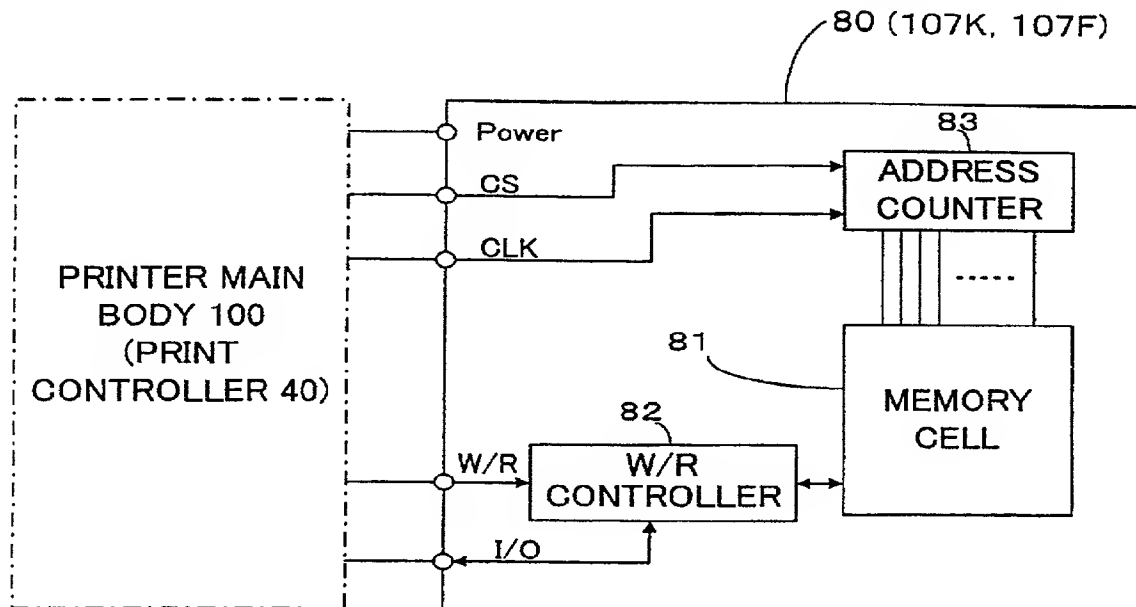 80 (107K, 107F)
83
Power
ADDRESS
COUNTER
CS
CLK
PRINTER MAIN
BODY 100
(PRINT
CONTROLLER 40)
81
MEMORY
CELL
82
W/R
W/R
CONTROLLER
I/O